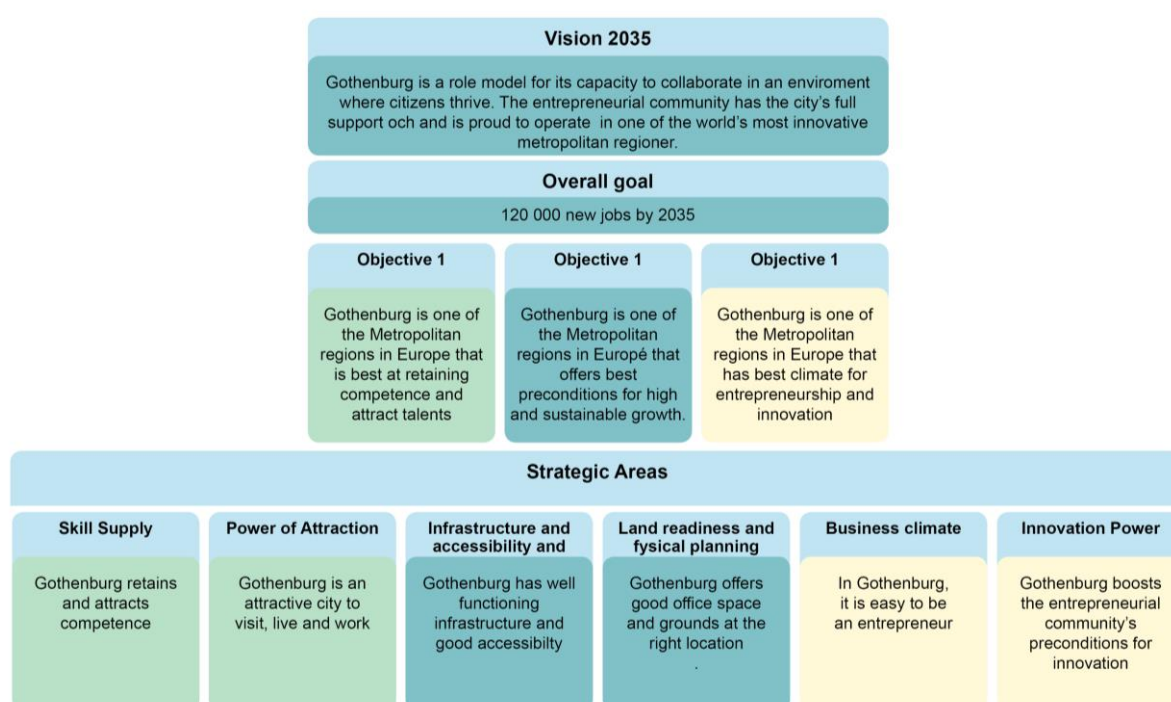 Vision 2035
Gothenburg is a role model for its capacity to collaborate in an enviroment
where citizens thrive. The entrepreneurial community has the city's full
support och and is proud to operate in one of the world's most innovative
metropolitan regioner.
Overall goal
120 000 new jobs by 2035
Objective 1
Gothenburg is one of
the Metropolitan
regions in Europe that
is best at retaining
competence and
attract talents
Objective 1
Gothenburg is one of
the Metropolitan
regions in Européé that
offers best
preconditions for high
and sustainable growth.
Objective 1
Gothenburg is one of
the Metropolitan
regions in Europe that
has best climate for
entrepreneurship and
innovation
Strategic Areas
Skill Supply
Gothenburg retains
and attracts
competence
Power of Attraction
Gothenburg is an
attractive city to
visit, live and work
Infrastructure and
accessibility and
Gothenburg has well
functioning
infrastructure and
good accessibilty
Land readiness and
fysical planning
Gothenburg offers
good office space
and grounds at the
right location
.
Business climate
In Gothenburg,
it is easy to be
an entrepreneur
Innovation Power
Gothenburg boosts
the entrepreneurial
community's
preconditions for
innovation